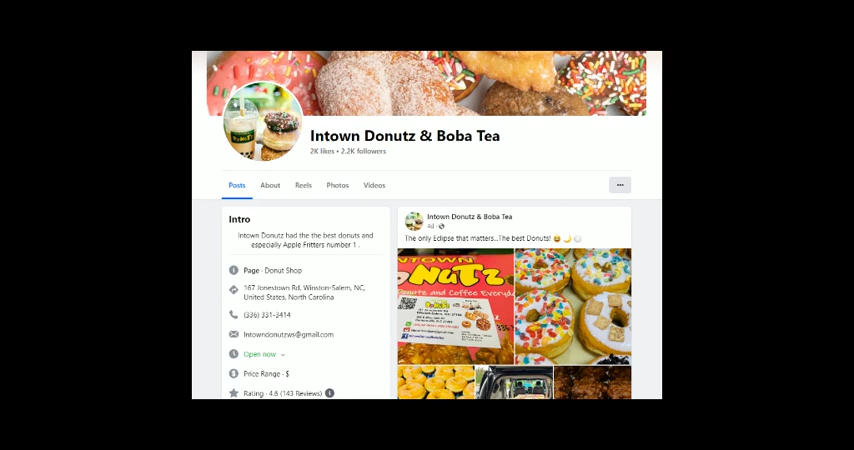 Intown Donutz & Boba Tea
2K likes • 2.2K followers
Posts
About
Reels
Photos
Videos
Intro
Intown Donutz had the the best donuts and
especially Apple Fritters number 1 .
Page · Donut Shop
167 Jonestown Rd, Winston-Salem, NC,
United States, North Carolina
(336) 331-3414
Intowndonutzws@gmail.com
Open now
Price Range · $
Rating · 4.6 (143 Reviews)
Intown Donutz & Boba Tea
4d
The only Eclipse that matters...The best Donuts!
NTOWN
DONUTZ